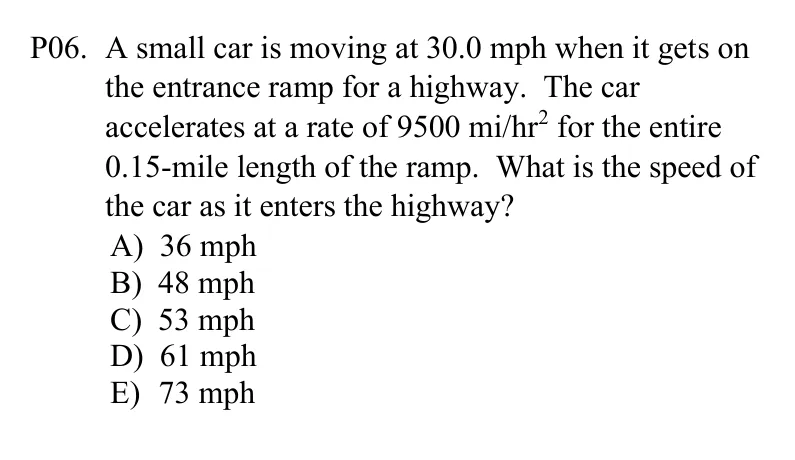 P06. A small car is moving at 30.0 mph when it gets on
the entrance ramp for a highway. The car
accelerates at a rate of 9500 mi/hr² for the entire
0.15-mile length of the ramp. What is the speed of
the car as it enters the highway?
A) 36 mph
B) 48 mph
C) 53 mph
D) 61 mph
E) 73 mph